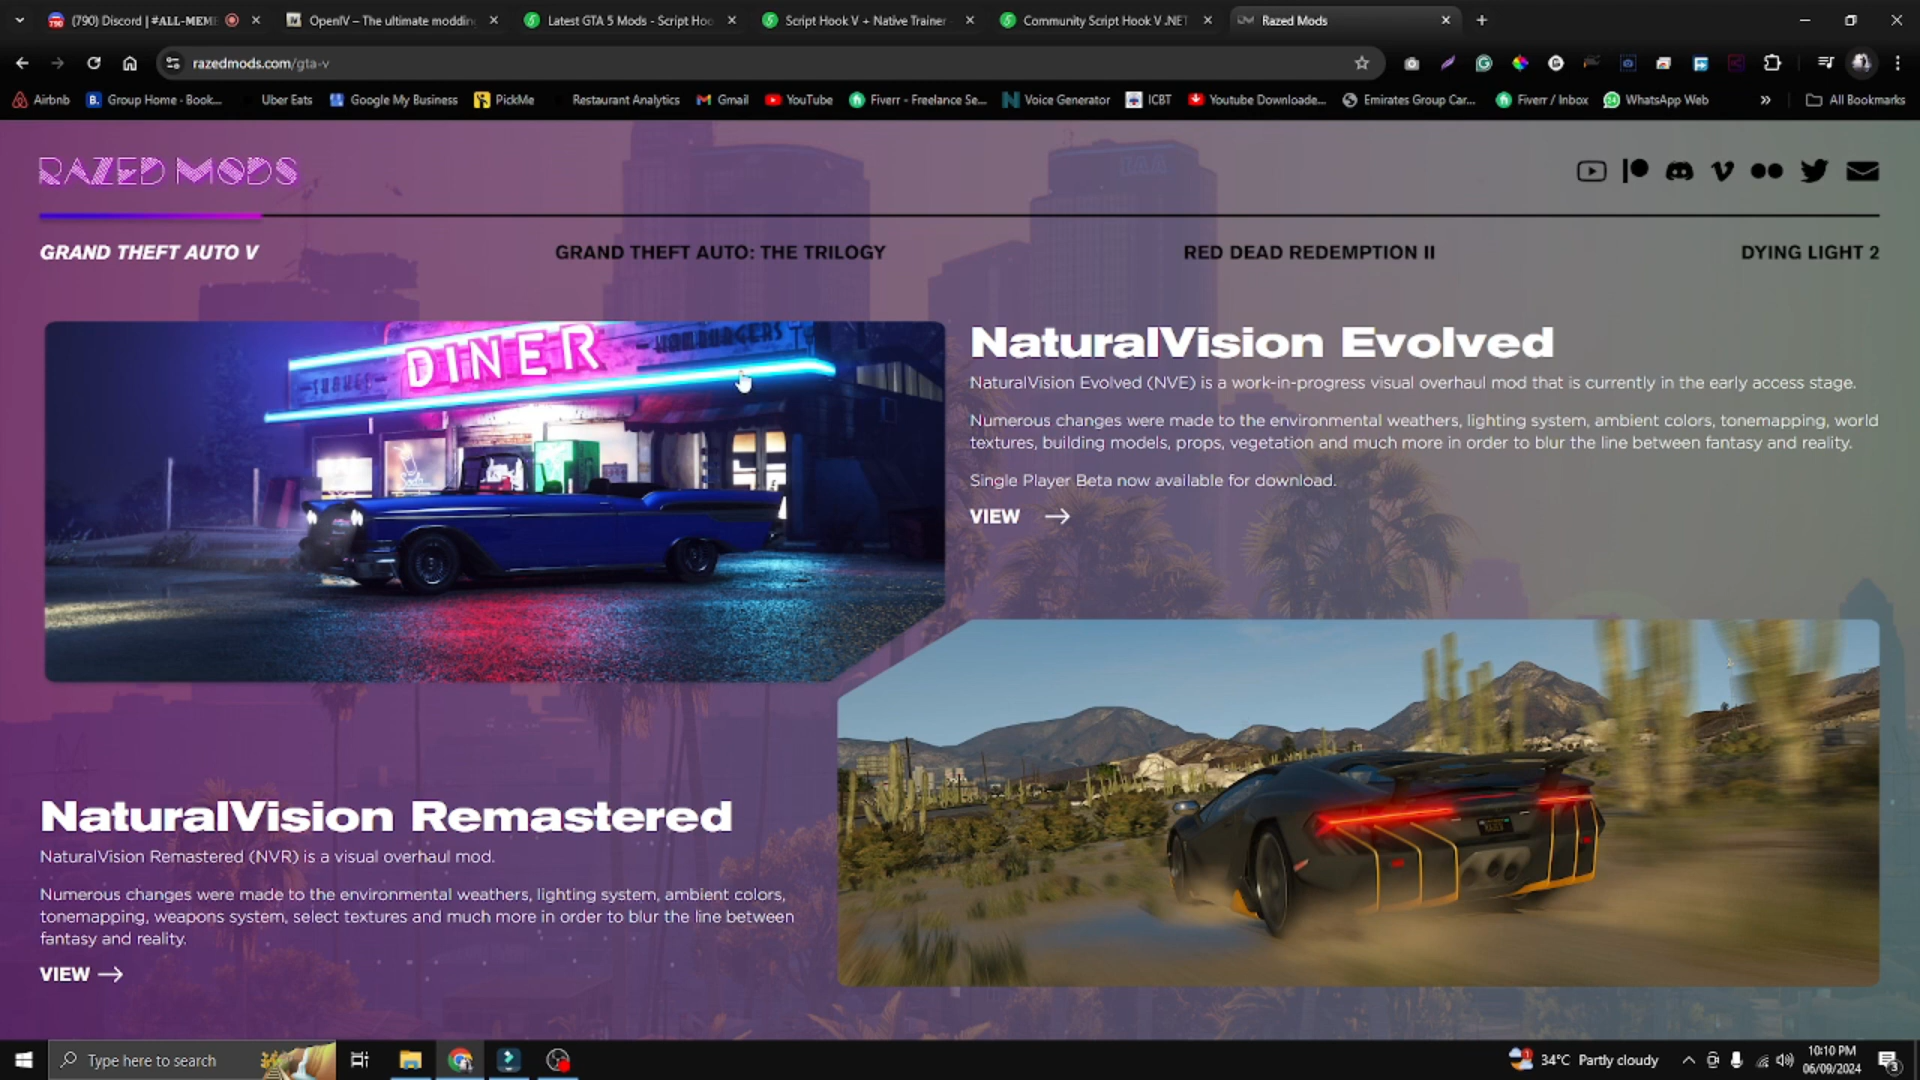 (790) Discord | #ALL-MEM
OpenIV – The ultimate moddin
Latest GTA 5 Mods - Script Hoo
Script Hook V + Native Trainer
Community Script Hook V .NET
Razed Mods
razedmods.com/gta-v
Airbnb
Group Home - Book...
Uber Eats
Google My Business
PickMe
Restaurant Analytics
Gmail
YouTube
Fiverr - Freelance Se...
Voice Generator
ICBT
Youtube Downloade...
Emirates Group Car...
Fiverr / Inbox
WhatsApp Web
All Bookmarks
RAZED MODS
GRAND THEFT AUTO V
GRAND THEFT AUTO: THE TRILOGY
RED DEAD REDEMPTION II
DYING LIGHT 2
DINER
HAMBURGERS
SHAKES
NaturalVision Evolved
NaturalVision Evolved (NVE) is a work-in-progress visual overhaul mod that is currently in the early access stage.
Numerous changes were made to the environmental weathers, lighting system, ambient colors, tonemapping, world
textures, building models, props, vegetation and much more in order to blur the line between fantasy and reality.
Single Player Beta now available for download.
VIEW
NaturalVision Remastered
NaturalVision Remastered (NVR) is a visual overhaul mod.
Numerous changes were made to the environmental weathers, lighting system, ambient colors,
tonemapping, weapons system, select textures and much more in order to blur the line between
fantasy and reality.
VIEW
Type here to search
34°C Partly cloudy
10:10 PM
06/09/2024
3